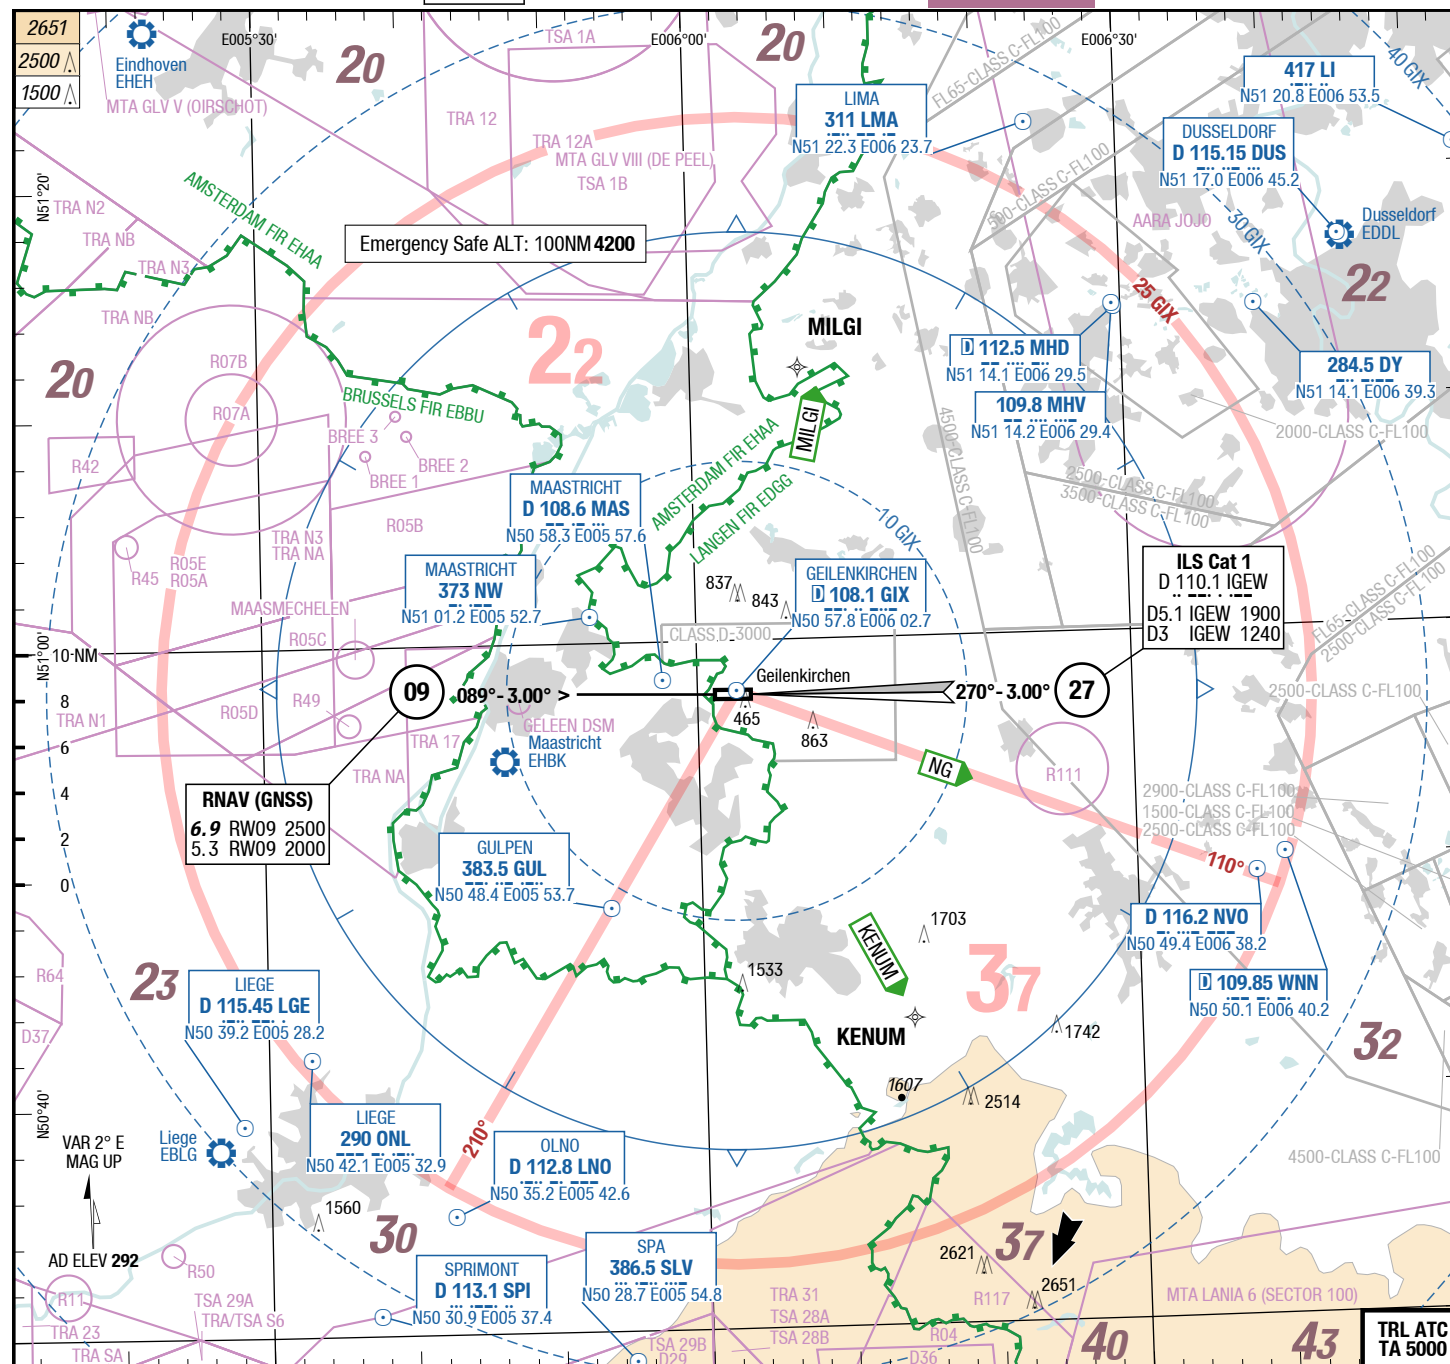 2651
2500
1500
Eindhoven
EHEH
MTA GLV V (OIRSCHOT)
E005°30'
20
TSA 1A
E006°00'
20
E006°30'
FL65-CLASS C-FL100
40 GIX
417 LI
N51 20.8 E006 53.5
LIMA
311 LMA
N51 22.3 E006 23.7
TRA 12
TRA 12A
MTA GLV VIII (DE PEEL)
TSA 1B
DUSSELDORF
D 115.15 DUS
N51 17.0 E006 45.2
Dusseldorf
EDDL
AARA JOJO
30 GIX
22
N51°20'
TRA N2
TRA NB
TRA N3
TRA NB
AMSTERDAM FIR EHAA
Emergency Safe ALT: 100NM 4200
25 GIX
MILGI
22
20
R07B
R07A
BRUSSELS FIR EBBU
BREE 3
BREE 2
BREE 1
R42
D 112.5 MHD
N51 14.1 E006 29.5
109.8 MHV
N51 14.2 E006 29.4
284.5 DY
N51 14.1 E006 39.3
2000-CLASS C-FL100
2500-CLASS C-FL100
3500-CLASS C-FL100
4500-CLASS C-FL100
MILGI
AMSTERDAM FIR EHAA
LANGEN FIR EDGG
10 GIX
MAASTRICHT
D 108.6 MAS
N50 58.3 E005 57.6
R05B
TRA N3
TRA NA
R45
R05E
R05A
MAASMECHELEN
R05C
MAASTRICHT
373 NW
N51 01.2 E005 52.7
837
843
GEILENKIRCHEN
D 108.1 GIX
N50 57.8 E006 02.7
CLASS D-3000
ILS Cat 1
D 110.1 IGEW
D5.1 IGEW 1900
D3 IGEW 1240
FL65-CLASS C-FL100
2500-CLASS C-FL100
N51°00'
10 NM
8
6
4
2
0
TRA N1
R05D
R49
09
089°- 3.00° >
GELEEN DSM
Maastricht
EHBK
TRA 17
TRA NA
Geilenkirchen
465
863
270°- 3.00°
27
2500-CLASS C-FL100
NG
R111
2900-CLASS C-FL100
1500-CLASS C-FL100
2500-CLASS C-FL100
110°
RNAV (GNSS)
6.9 RW09 2500
5.3 RW09 2000
GULPEN
383.5 GUL
N50 48.4 E005 53.7
D 116.2 NVO
N50 49.4 E006 38.2
D 109.85 WNN
N50 50.1 E006 40.2
R64
D37
23
LIEGE
D 115.45 LGE
N50 39.2 E005 28.2
1533
1703
KENUM
KENUM
37
1742
32
1607
2514
N50°40'
VAR 2° E
MAG UP
AD ELEV 292
Liege
EBLG
LIEGE
290 ONL
N50 42.1 E005 32.9
210°
OLNO
D 112.8 LNO
N50 35.2 E005 42.6
4500-CLASS C-FL100
1560
30
R50
R11
TSA 29A
TRA/TSA S6
TRA 23
TRA SA
SPRIMONT
D 113.1 SPI
N50 30.9 E005 37.4
SPA
386.5 SLV
N50 28.7 E005 54.8
TSA 29B
D29
TRA 31
TSA 28A
TSA 28B
2621
37
2651
R117
R04
D36
MTA LANIA 6 (SECTOR 100)
40
43
TRL ATC
TA 5000